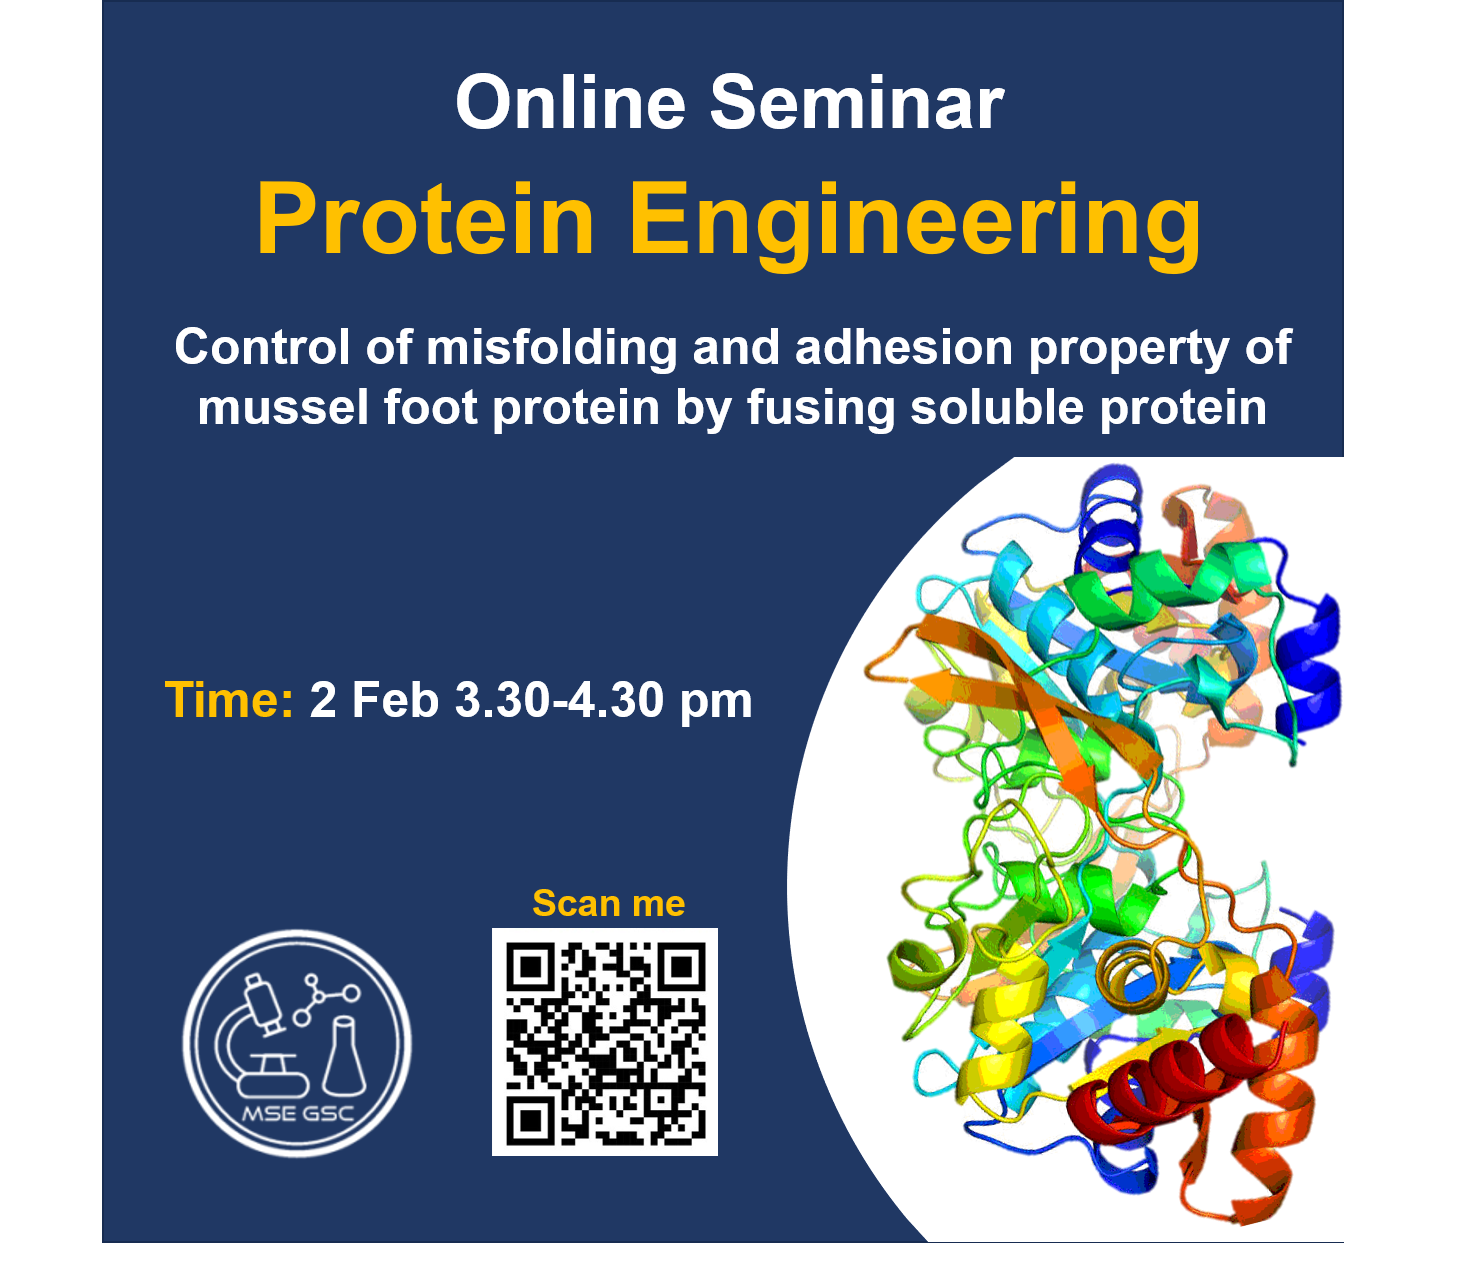 Online Seminar
Protein Engineering
Control of misfolding and adhesion property of
mussel foot protein by fusing soluble protein
Time: 2 Feb 3.30-4.30 pm
Scan me
MSE GSC